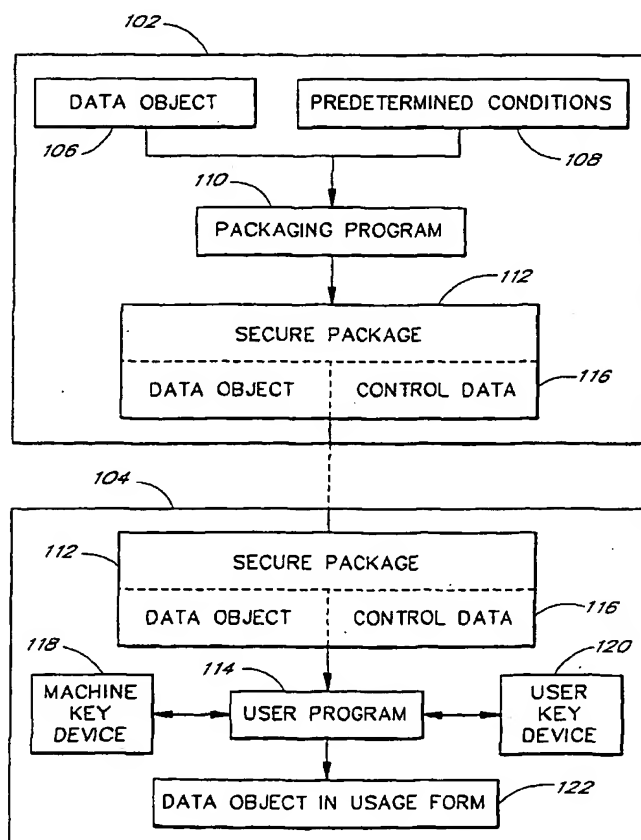 102
DATA OBJECT
PREDETERMINED CONDITIONS
106
108
110
PACKAGING PROGRAM
112
SECURE PACKAGE
DATA OBJECT
CONTROL DATA
116
104
112
SECURE PACKAGE
DATA OBJECT
CONTROL DATA
116
118
114
120
MACHINE
KEY
DEVICE
USER PROGRAM
USER
KEY
DEVICE
DATA OBJECT IN USAGE FORM
122